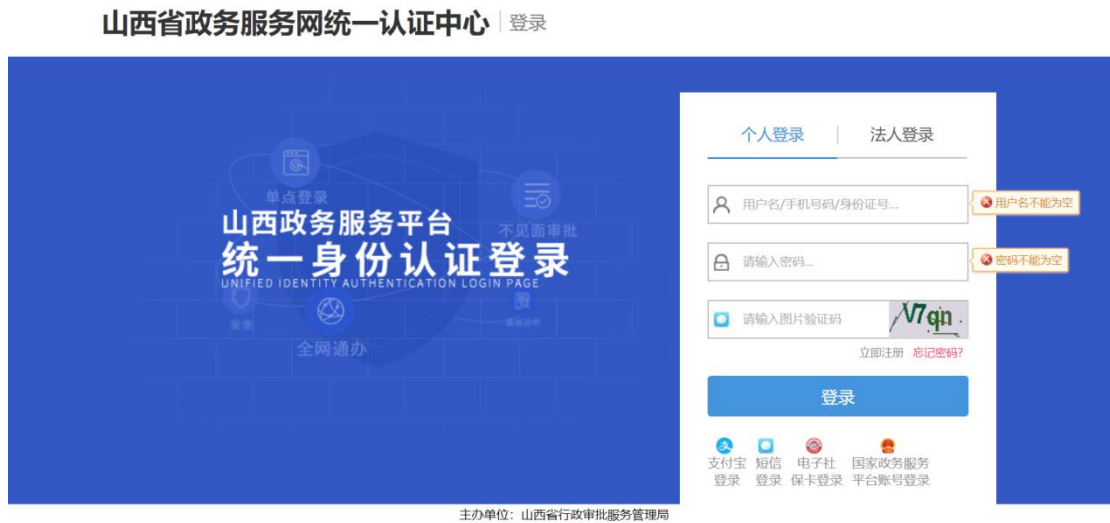 山西省政务服务网统一认证中心 登录
个人登录 法人登录
单点登录
山西政务服务平台
不见面审批
统一身份认证登录
UNIFIED IDENTITY AUTHENTICATION LOGIN PAGE
安全
全网通办
用户名/手机号码/身份证号...
用户名不能为空
请输入密码...
密码不能为空
请输入图片验证码
V7qn
立即注册 忘记密码?
登录
支付宝 短信 电子社 国家政务服务
登录 登录 保卡登录 平台账号登录
主办单位：山西省行政审批服务管理局